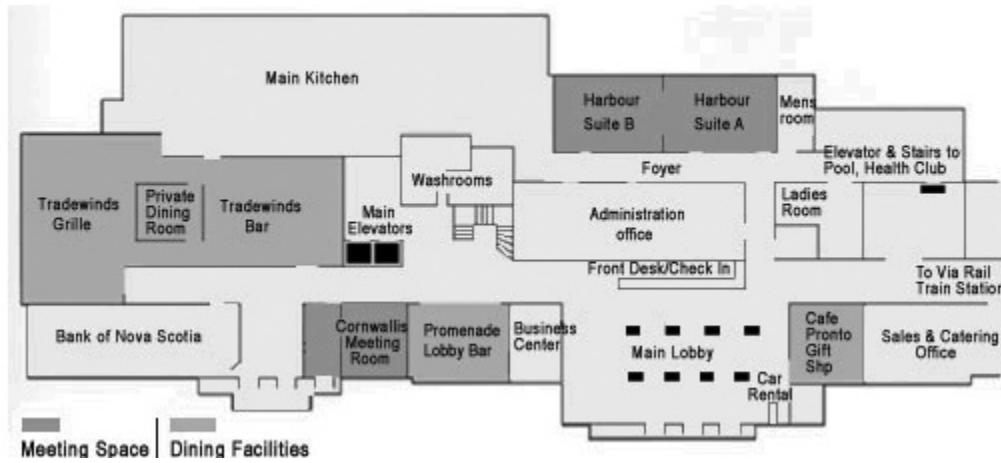 Main Kitchen
Harbour
Suite B
Harbour
Suite A
Mens
room
Elevator & Stairs to
Pool, Health Club
Foyer
Washrooms
Tradewinds
Grille
Private
Dining
Room
Tradewinds
Bar
Main
Elevators
Administration
office
Ladies
Room
Front Desk/Check In
To Via Rail
Train Station
Bank of Nova Scotia
Cornwallis
Meeting
Room
Promenade
Lobby Bar
Business
Center
Main Lobby
Cafe
Pronto
Gift
Shp
Sales & Catering
Office
Car
Rental
Meeting Space
Dining Facilities